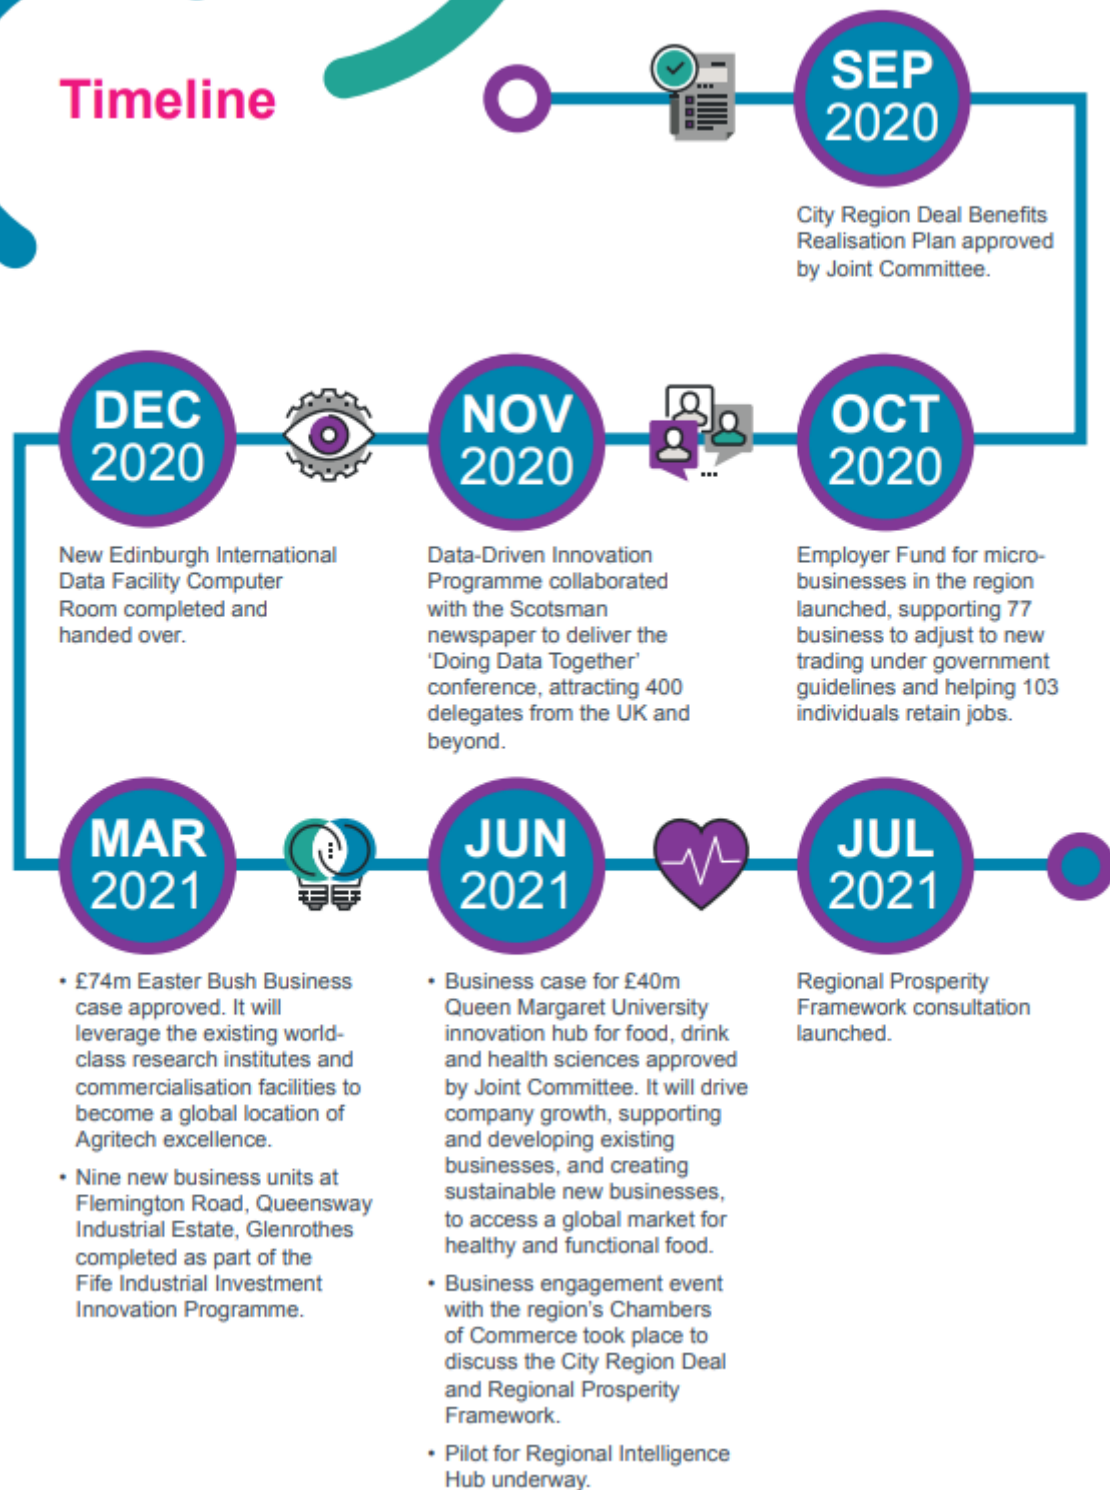 Timeline
SEP
2020
City Region Deal Benefits
Realisation Plan approved
by Joint Committee.
OCT
2020
Employer Fund for micro-
businesses in the region
launched, supporting 77
business to adjust to new
trading under government
guidelines and helping 103
individuals retain jobs.
NOV
2020
Data-Driven Innovation
Programme collaborated
with the Scotsman
newspaper to deliver the
‘Doing Data Together’
conference, attracting 400
delegates from the UK and
beyond.
DEC
2020
New Edinburgh International
Data Facility Computer
Room completed and
handed over.
MAR
2021
• £74m Easter Bush Business
case approved. It will
leverage the existing world-
class research institutes and
commercialisation facilities to
become a global location of
Agritech excellence.
• Nine new business units at
Flemington Road, Queensway
Industrial Estate, Glenrothes
completed as part of the
Fife Industrial Investment
Innovation Programme.
JUN
2021
• Business case for £40m
Queen Margaret University
innovation hub for food, drink
and health sciences approved
by Joint Committee. It will drive
company growth, supporting
and developing existing
businesses, and creating
sustainable new businesses,
to access a global market for
healthy and functional food.
• Business engagement event
with the region’s Chambers
of Commerce took place to
discuss the City Region Deal
and Regional Prosperity
Framework.
• Pilot for Regional Intelligence
Hub underway.
JUL
2021
Regional Prosperity
Framework consultation
launched.